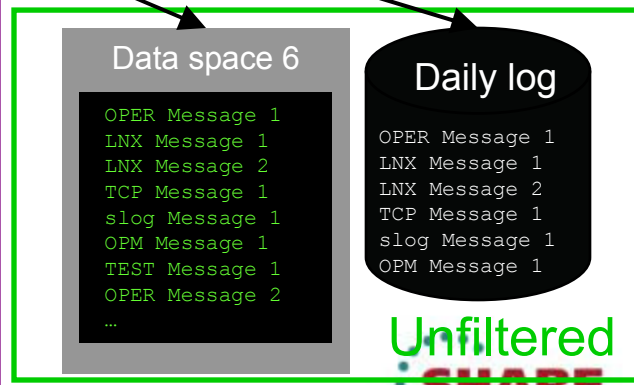 Data space 6
OPER Message 1
LNX Message 1
LNX Message 2
TCP Message 1
slog Message 1
OPM Message 1
TEST Message 1
OPER Message 2
…
Daily log
OPER Message 1
LNX Message 1
LNX Message 2
TCP Message 1
slog Message 1
OPM Message 1
Unfiltered
SHARE